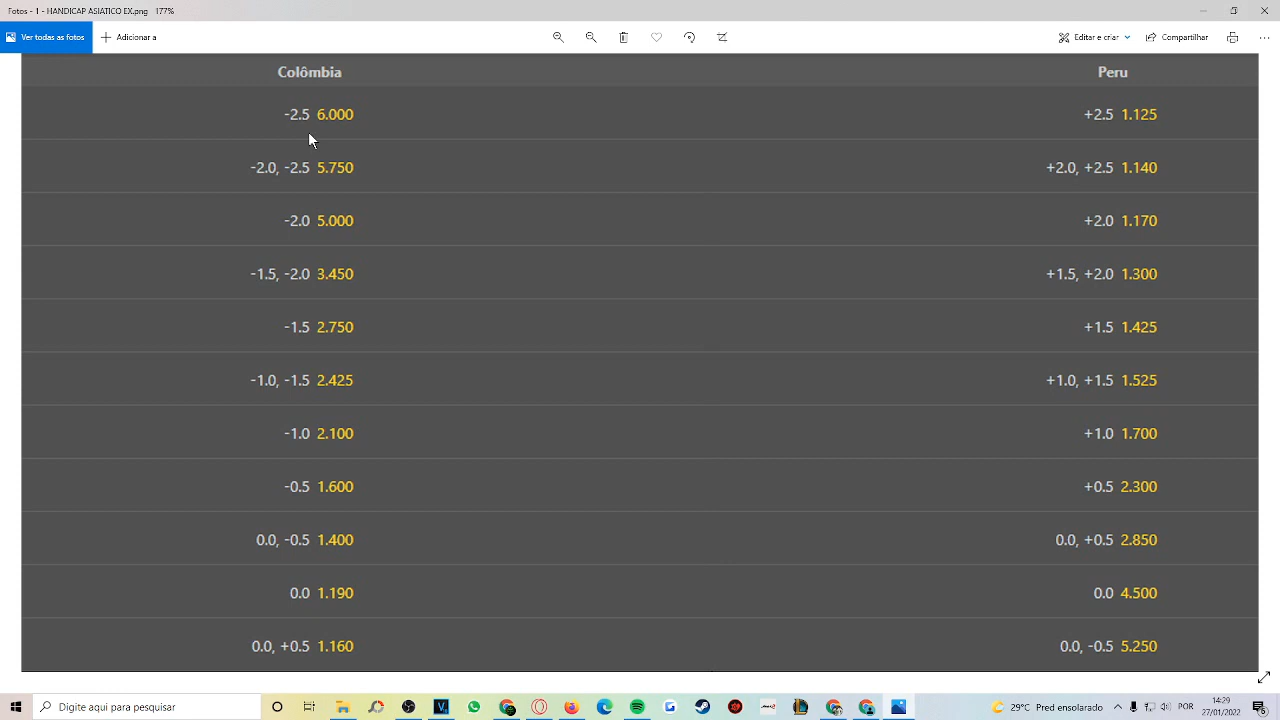 Fotos - 1 - HANDICAP ASIATICO EX.png 177%
Ver todas as fotos + Adicionar a Editar e criar Compartilhar
Colômbia Peru
-2.5 6.000 +2.5 1.125
-2.0, -2.5 5.750 +2.0, +2.5 1.140
-2.0 5.000 +2.0 1.170
-1.5, -2.0 3.450 +1.5, +2.0 1.300
-1.5 2.750 +1.5 1.425
-1.0, -1.5 2.425 +1.0, +1.5 1.525
-1.0 2.100 +1.0 1.700
-0.5 1.600 +0.5 2.300
0.0, -0.5 1.400 0.0, +0.5 2.850
0.0 1.190 0.0 4.500
0.0, +0.5 1.160 0.0, -0.5 5.250
Digite aqui para pesquisar 29°C Pred ensolarado POR 14:29
27/01/2022